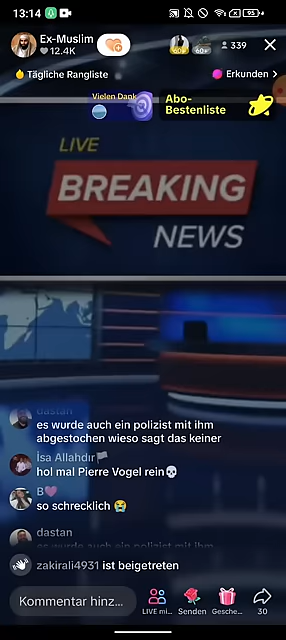 13:14
95
Ex-Muslim
12.4K
339
Tägliche Rangliste
Erkunden
Vielen Dank
Abo-
Bestenliste
LIVE
BREAKING
NEWS
dastan
es wurde auch ein polizist mit ihm
abgestochen wieso sagt das keiner
İsa Allahdır
hol mal Pierre Vogel rein💀
B🩷
so schrecklich 😭
dastan
es wurde auch ein polizist mit ihm
zakirali4931 ist beigetreten
Kommentar hinz...
LIVE mi...
Senden
Gesche...
30